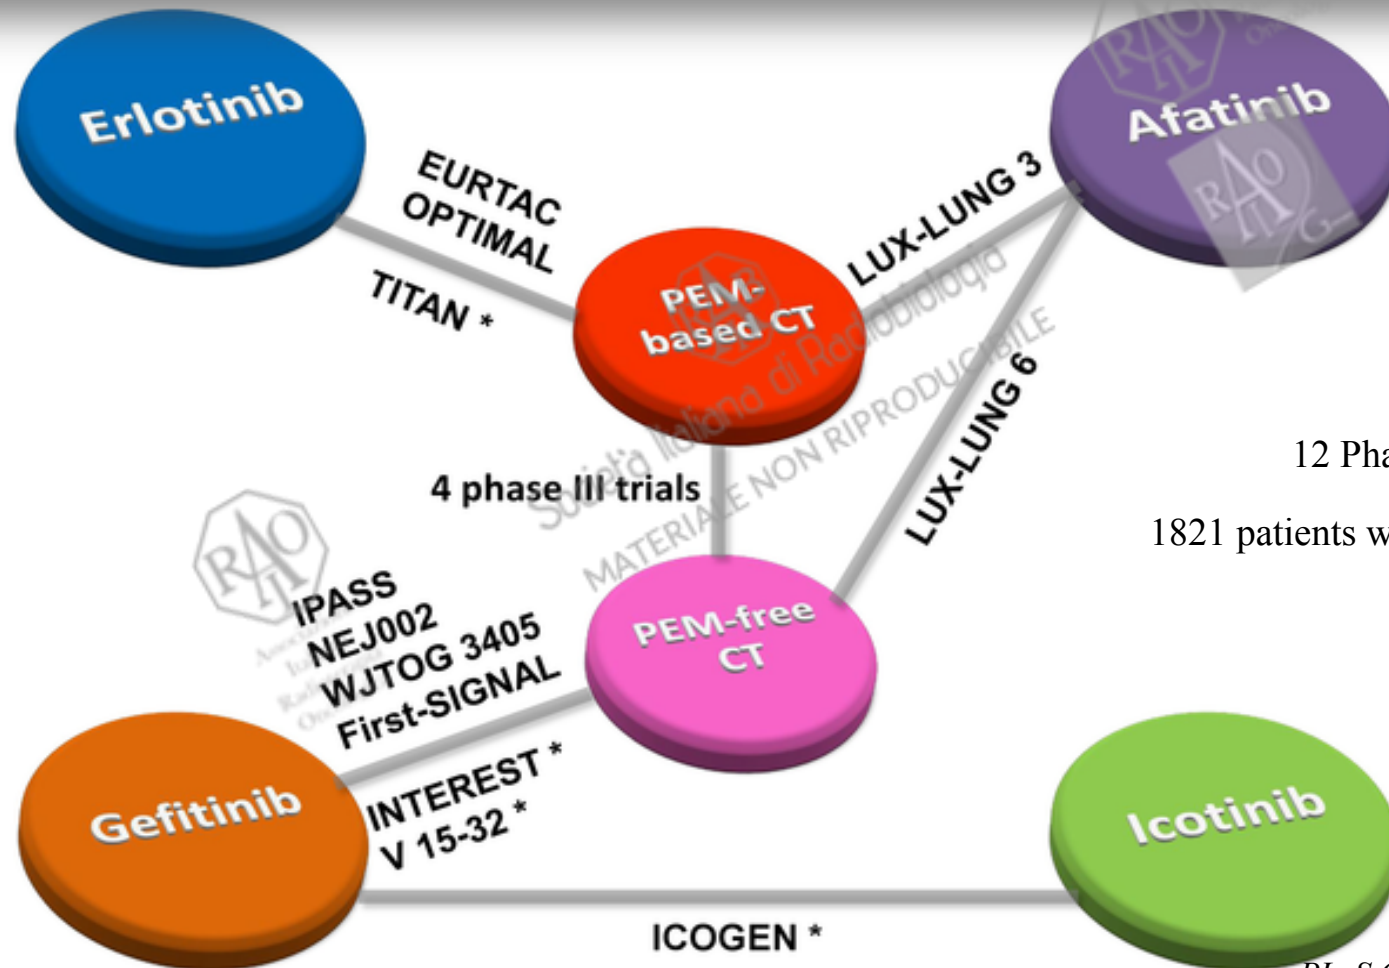 Erlotinib
Afatinib
EURTAC
OPTIMAL
TITAN *
LUX-LUNG 3
PEM-
based CT
LUX-LUNG 6
Società Italiana di Radiobiologia
MATERIALE NON RIPRODUCIBILE
4 phase III trials
12 Pha
1821 patients w
IPASS
NEJ002
WJTOG 3405
First-SIGNAL
PEM-free
CT
INTEREST *
V 15-32 *
Gefitinib
Icotinib
ICOGEN *